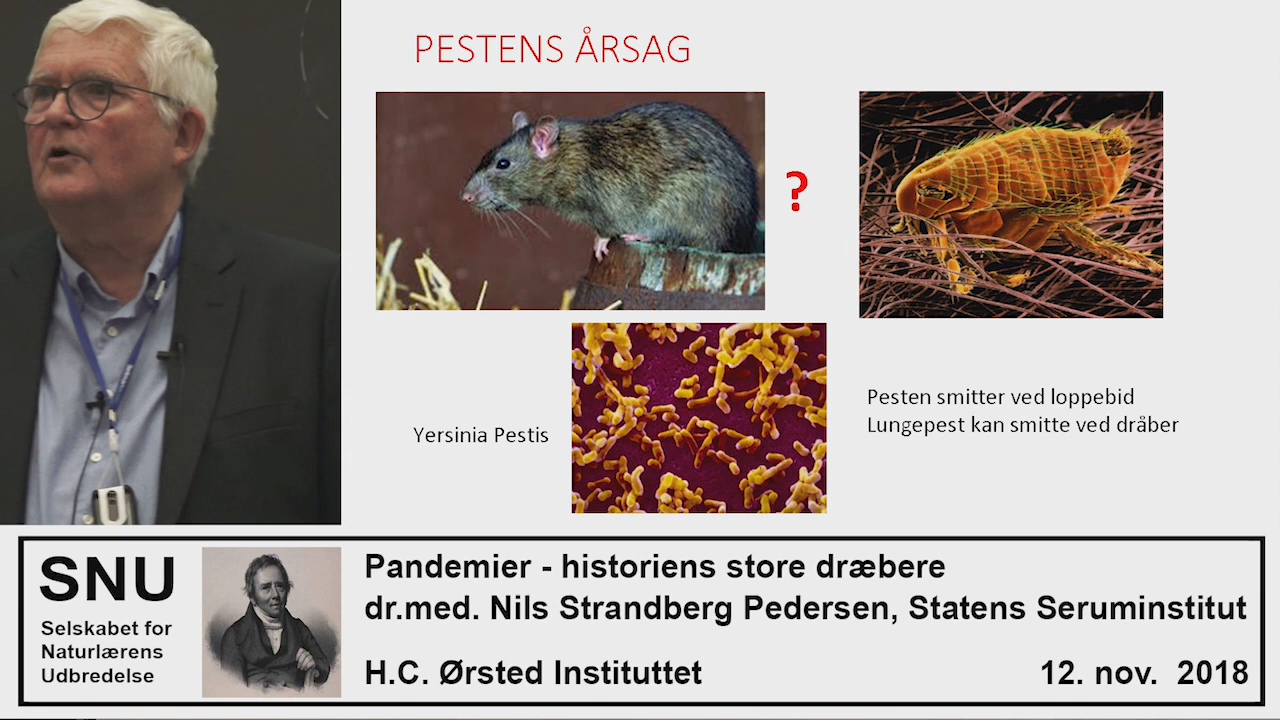 PESTENS ÅRSAG
?
Yersinia Pestis
Pesten smitter ved loppebid
Lungepest kan smitte ved dråber
SNU
Selskabet for
Naturlærens
Udbredelse
Pandemier - historiens store dræbere
dr.med. Nils Strandberg Pedersen, Statens Seruminstitut
H.C. Ørsted Instituttet
12. nov. 2018